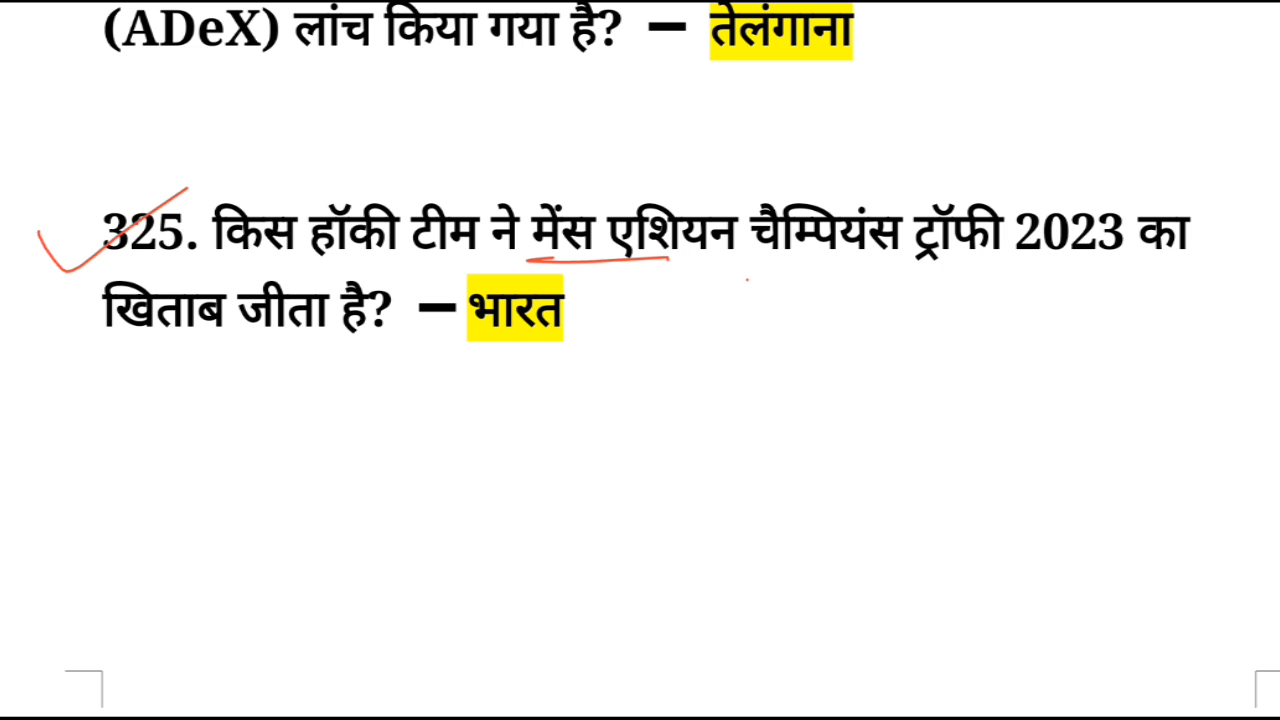 (ADeX) लांच किया गया है? – तेलंगाना
325. किस हॉकी टीम ने मेंस एशियन चैम्पियंस ट्रॉफी 2023 का
खिताब जीता है? – भारत